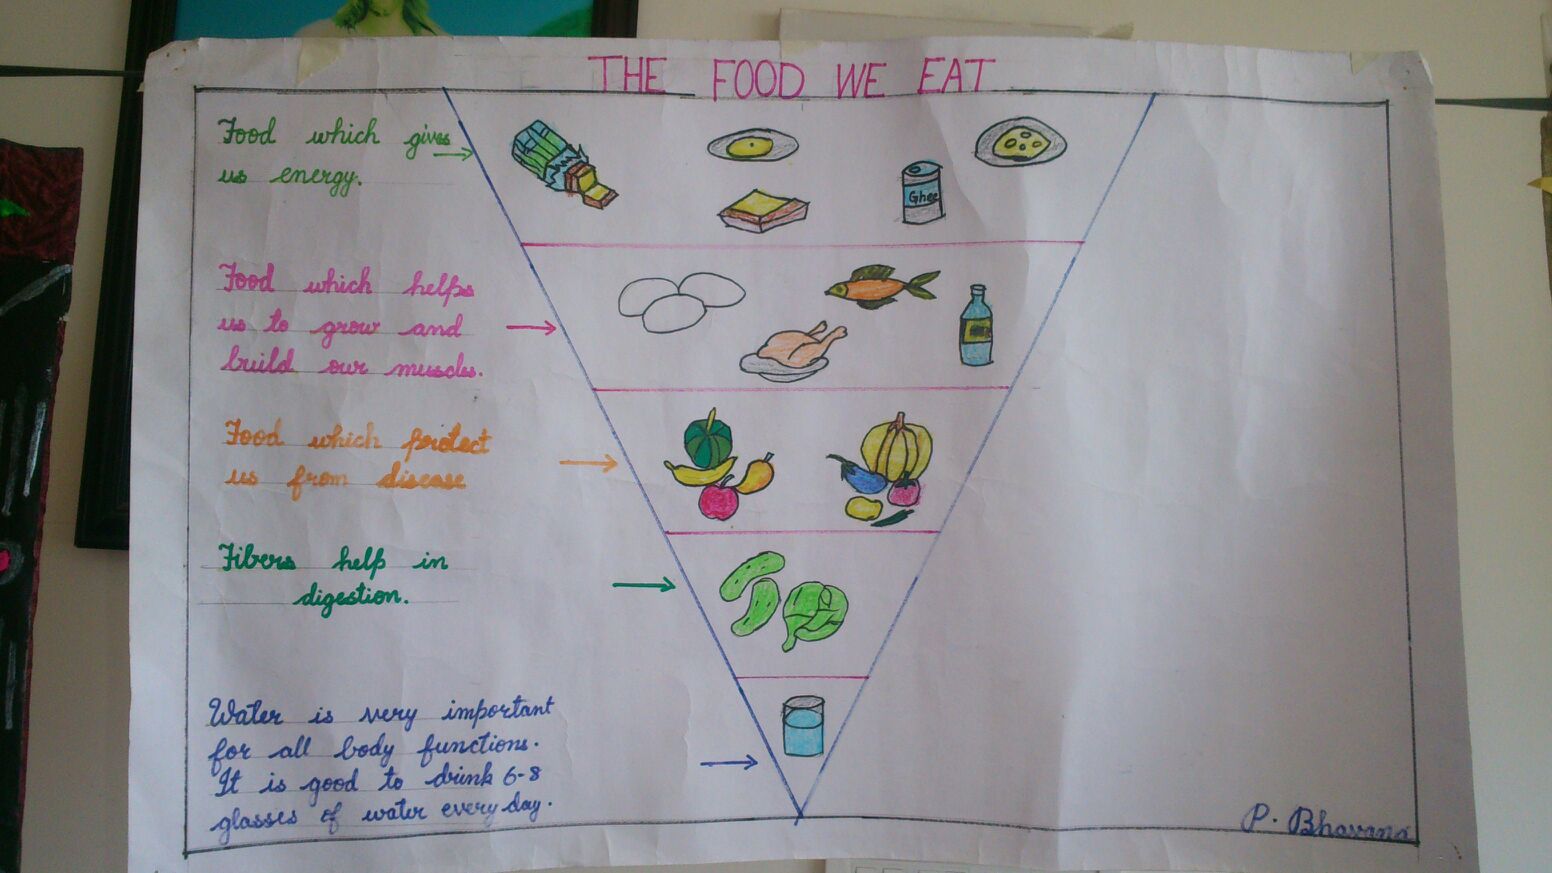 THE FOOD WE EAT
Food which gives
us energy.
Ghee
Food which helps
us to grow and
build our muscles.
Food which protect
us from disease
Fibers help in
digestion.
Water is very important
for all body functions.
It is good to drink 6-8
glasses of water every day.
P. Bhavana